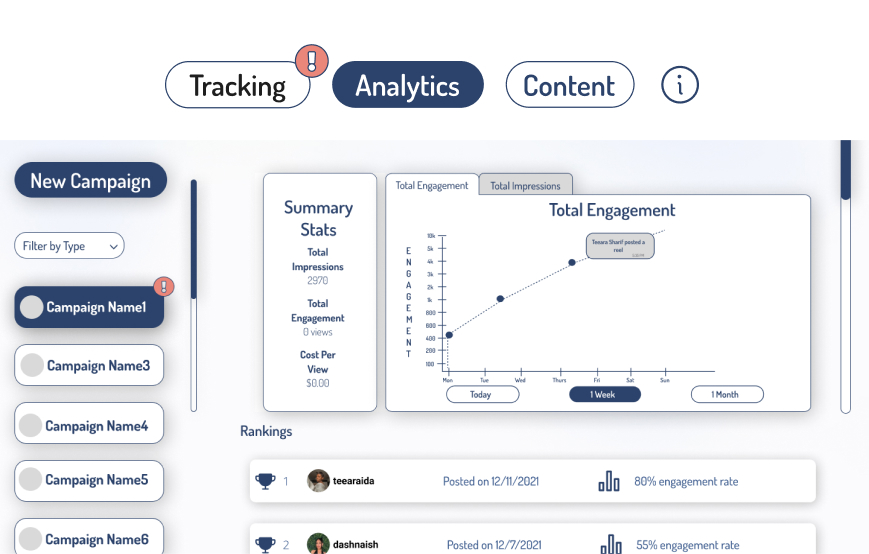 Tracking
!
Analytics
Content
i
New Campaign
Filter by Type
Campaign Name1
!
Campaign Name3
Campaign Name4
Campaign Name5
Campaign Name6
Summary
Stats
Total
Impressions
2970
Total
Engagement
0 views
Cost Per
View
$0.00
Total Engagement
Total Impressions
Total Engagement
ENGAGEMENT
10k
5k
4k
3k
2k
1k
800
600
400
200
100
Teeara Sharif posted a
reel
Mon Tue Wed Thurs Fri Sat Sun
Today
1 Week
1 Month
Rankings
1 teearaida Posted on 12/11/2021 80% engagement rate
2 dashnaish Posted on 12/7/2021 55% engagement rate